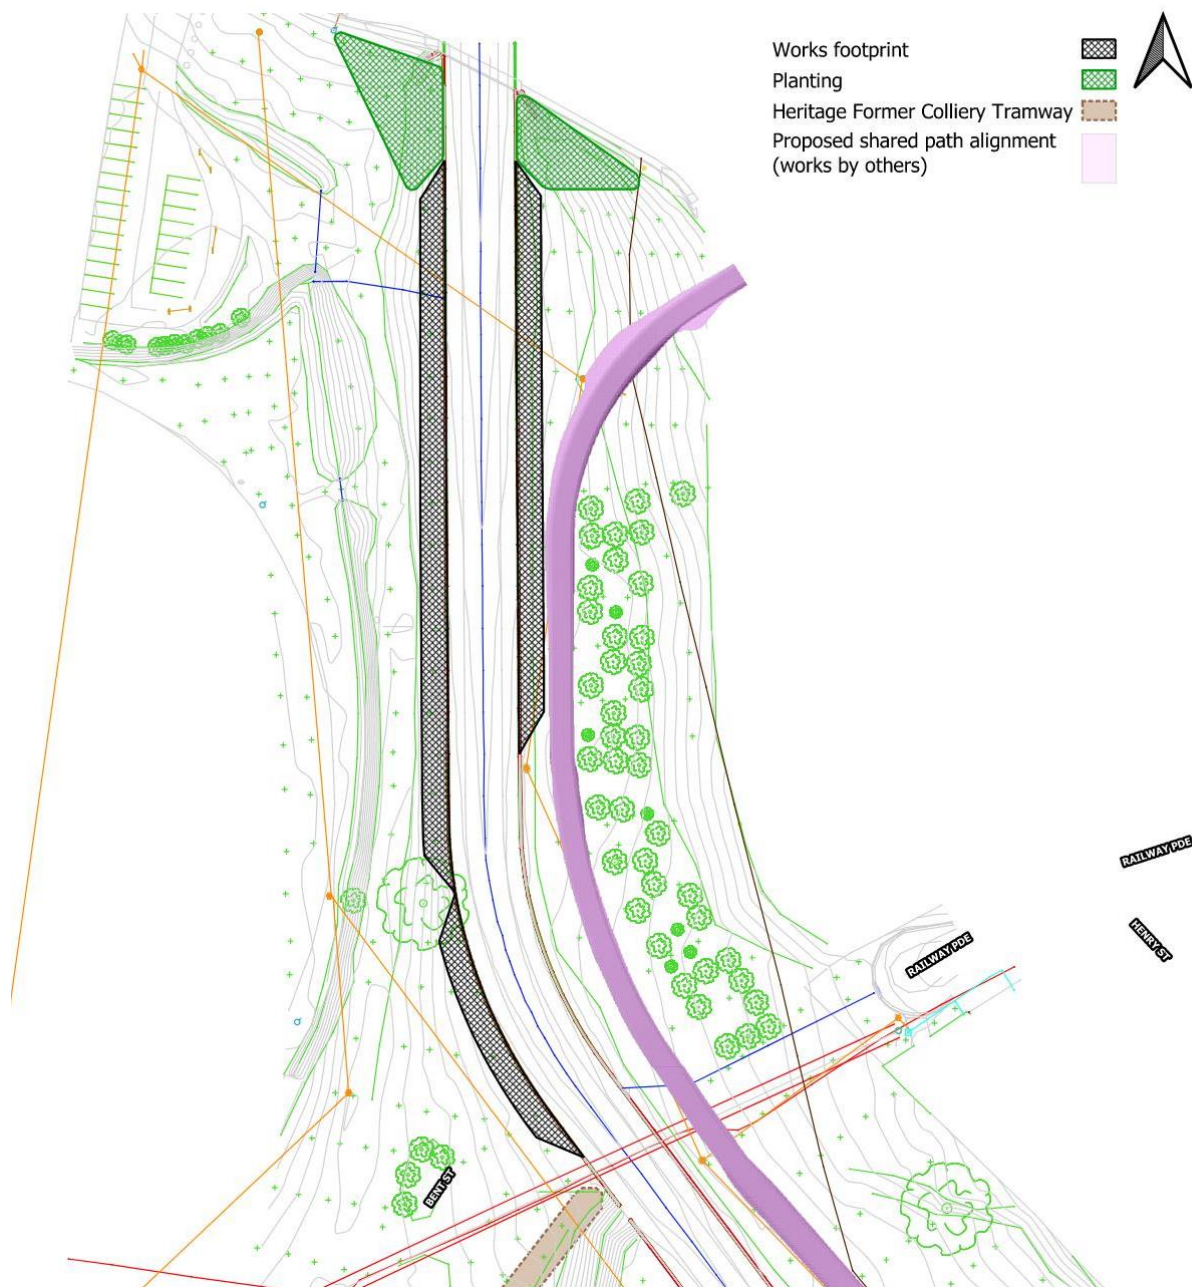 Works footprint
Planting
Heritage Former Colliery Tramway
Proposed shared path alignment
(works by others)
RAILWAY PDE
HENRY ST
RAILWAY PDE
BENT ST